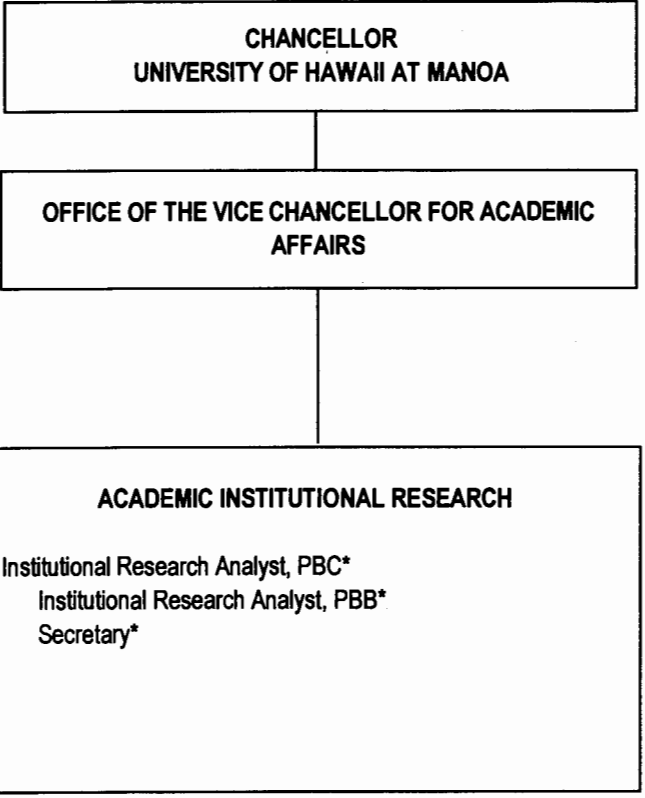 CHANCELLOR
UNIVERSITY OF HAWAII AT MANOA
OFFICE OF THE VICE CHANCELLOR FOR ACADEMIC
AFFAIRS
ACADEMIC INSTITUTIONAL RESEARCH
Institutional Research Analyst, PBC*
Institutional Research Analyst, PBB*
Secretary*